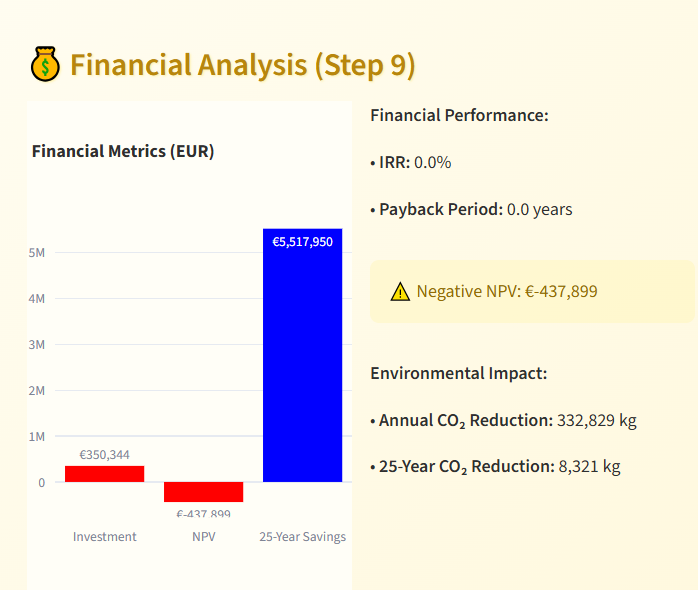 Financial Analysis (Step 9)
Financial Metrics (EUR)
5M
4M
3M
2M
1M
0
€5,517,950
€350,344
€-437,899
Investment
NPV
25-Year Savings
Financial Performance:
• IRR: 0.0%
• Payback Period: 0.0 years
Negative NPV: €-437,899
Environmental Impact:
• Annual CO₂ Reduction: 332,829 kg
• 25-Year CO₂ Reduction: 8,321 kg